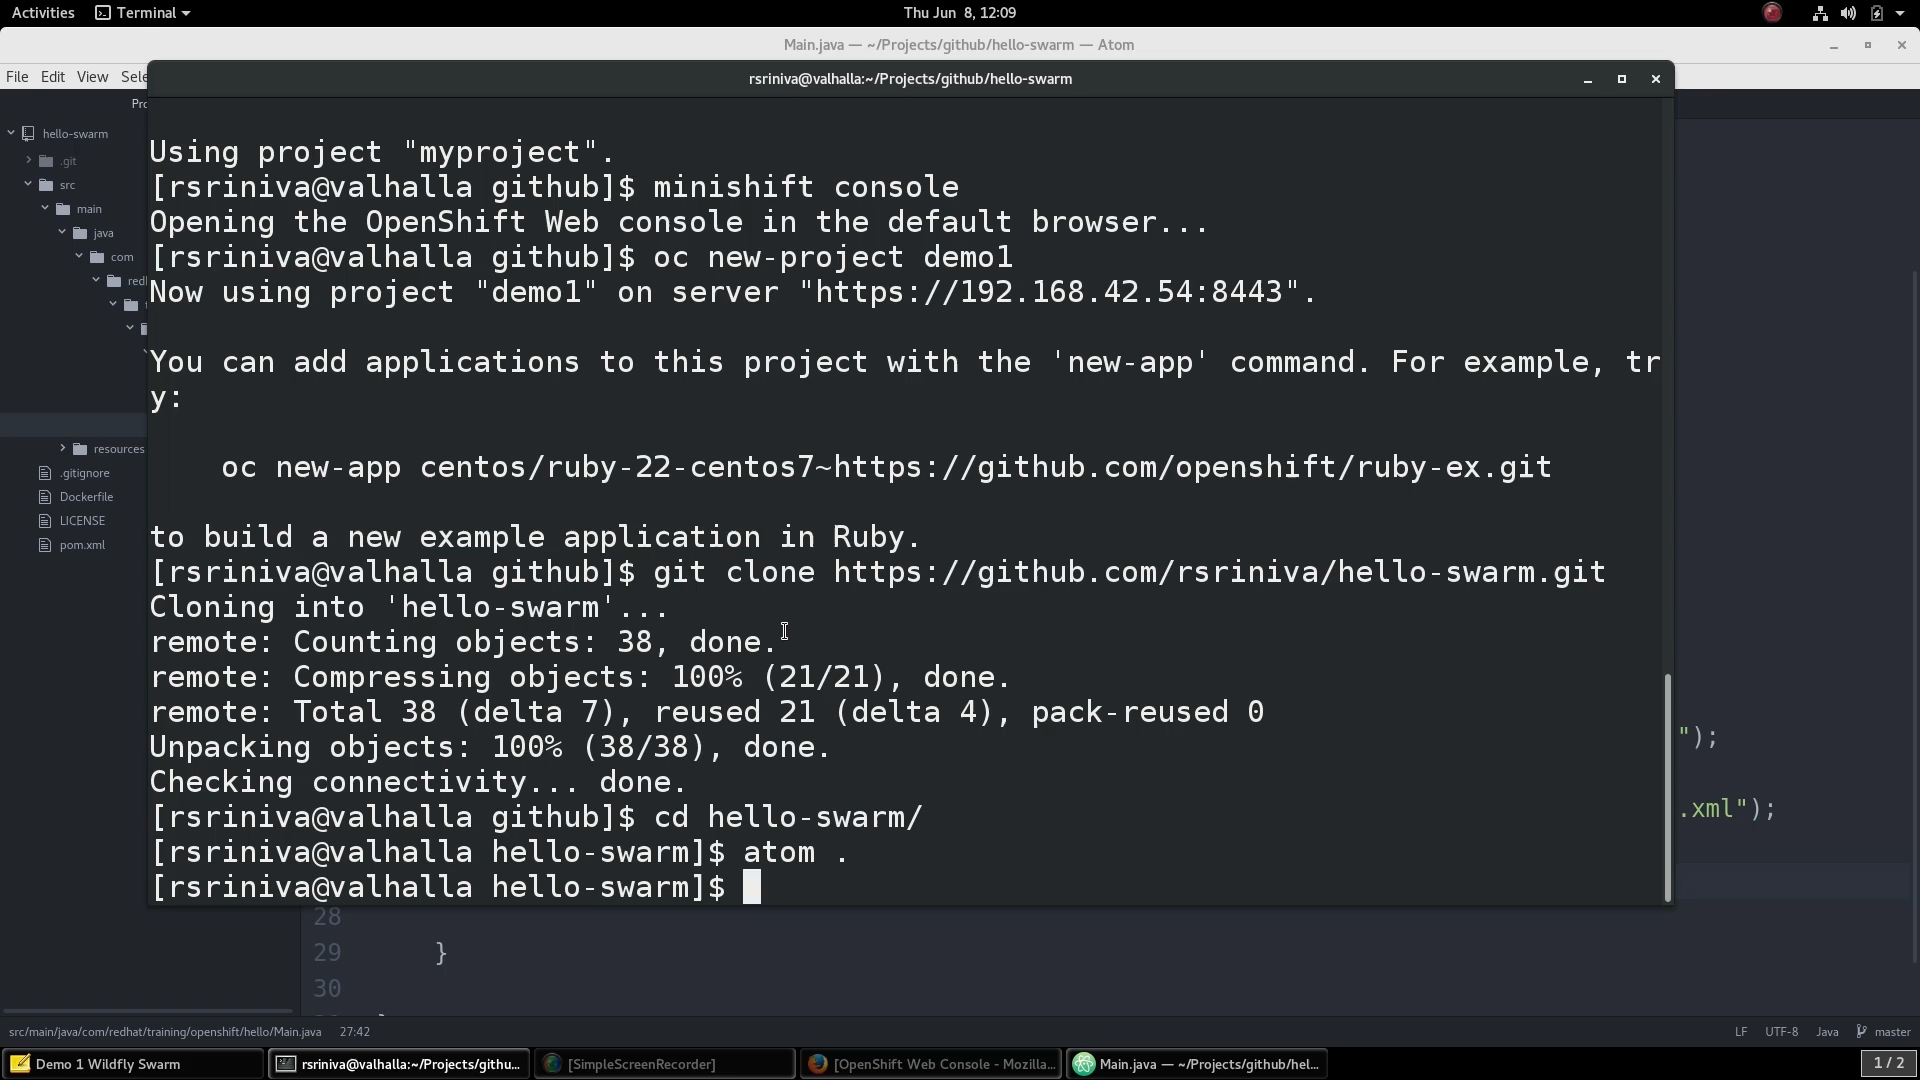 Activities
Terminal
Thu Jun 8, 12:09
Main.java — ~/Projects/github/hello-swarm — Atom
File Edit View Sele
rsriniva@valhalla:~/Projects/github/hello-swarm
Pro
hello-swarm
.git
src
main
java
com
redl
t
resources
.gitignore
Dockerfile
LICENSE
pom.xml
Using project "myproject".
[rsriniva@valhalla github]$ minishift console
Opening the OpenShift Web console in the default browser...
[rsriniva@valhalla github]$ oc new-project demo1
Now using project "demo1" on server "https://192.168.42.54:8443".
You can add applications to this project with the 'new-app' command. For example, tr
y:
oc new-app centos/ruby-22-centos7~https://github.com/openshift/ruby-ex.git
to build a new example application in Ruby.
[rsriniva@valhalla github]$ git clone https://github.com/rsriniva/hello-swarm.git
Cloning into 'hello-swarm'...
remote: Counting objects: 38, done.
remote: Compressing objects: 100% (21/21), done.
remote: Total 38 (delta 7), reused 21 (delta 4), pack-reused 0
Unpacking objects: 100% (38/38), done.
Checking connectivity... done.
[rsriniva@valhalla github]$ cd hello-swarm/
[rsriniva@valhalla hello-swarm]$ atom .
[rsriniva@valhalla hello-swarm]$
");
.xml");
28
29 }
30
src/main/java/com/redhat/training/openshift/hello/Main.java 27:42
LF UTF-8 Java master
Demo 1 Wildfly Swarm
rsriniva@valhalla:~/Projects/githu...
[SimpleScreenRecorder]
[OpenShift Web Console - Mozilla...
Main.java — ~/Projects/github/hel...
1 / 2